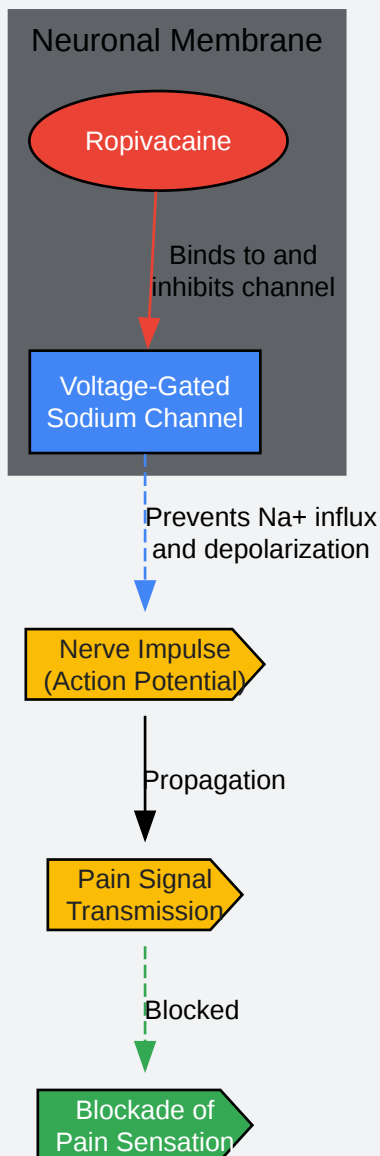 Neuronal Membrane
Ropivacaine
Binds to and
inhibits channel
Voltage-Gated
Sodium Channel
Prevents Na+ influx
and depolarization
Nerve Impulse
(Action Potential)
Propagation
Pain Signal
Transmission
Blocked
Blockade of
Pain Sensation